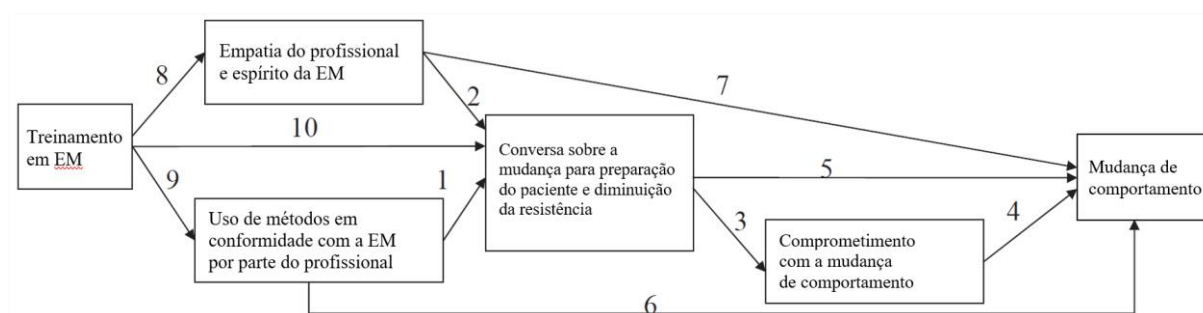 Empatia do profissional
e espírito da EM
8
7
2
Treinamento
em EM
10
Conversa sobre a
mudança para preparação
do paciente e diminuição
da resistência
Mudança de
comportamento
9
1
5
Uso de métodos em
conformidade com a EM
por parte do profissional
3
4
Comprometimento
com a mudança
de comportamento
6